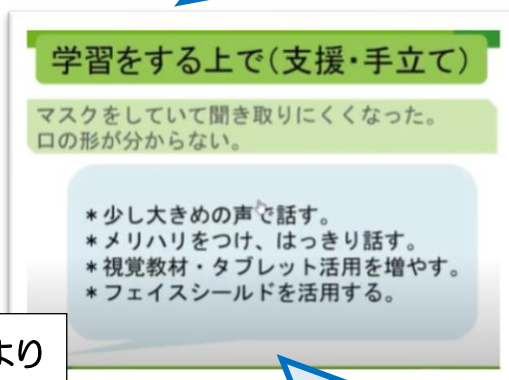 学習をする上で(支援・手立て)
マスクをしていて聞き取りにくくなった。
口の形が分からない。
＊少し大きめの声で話す。
＊メリハリをつけ、はっきり話す。
＊視覚教材・タブレット活用を増やす。
＊フェイスシールドを活用する。
より